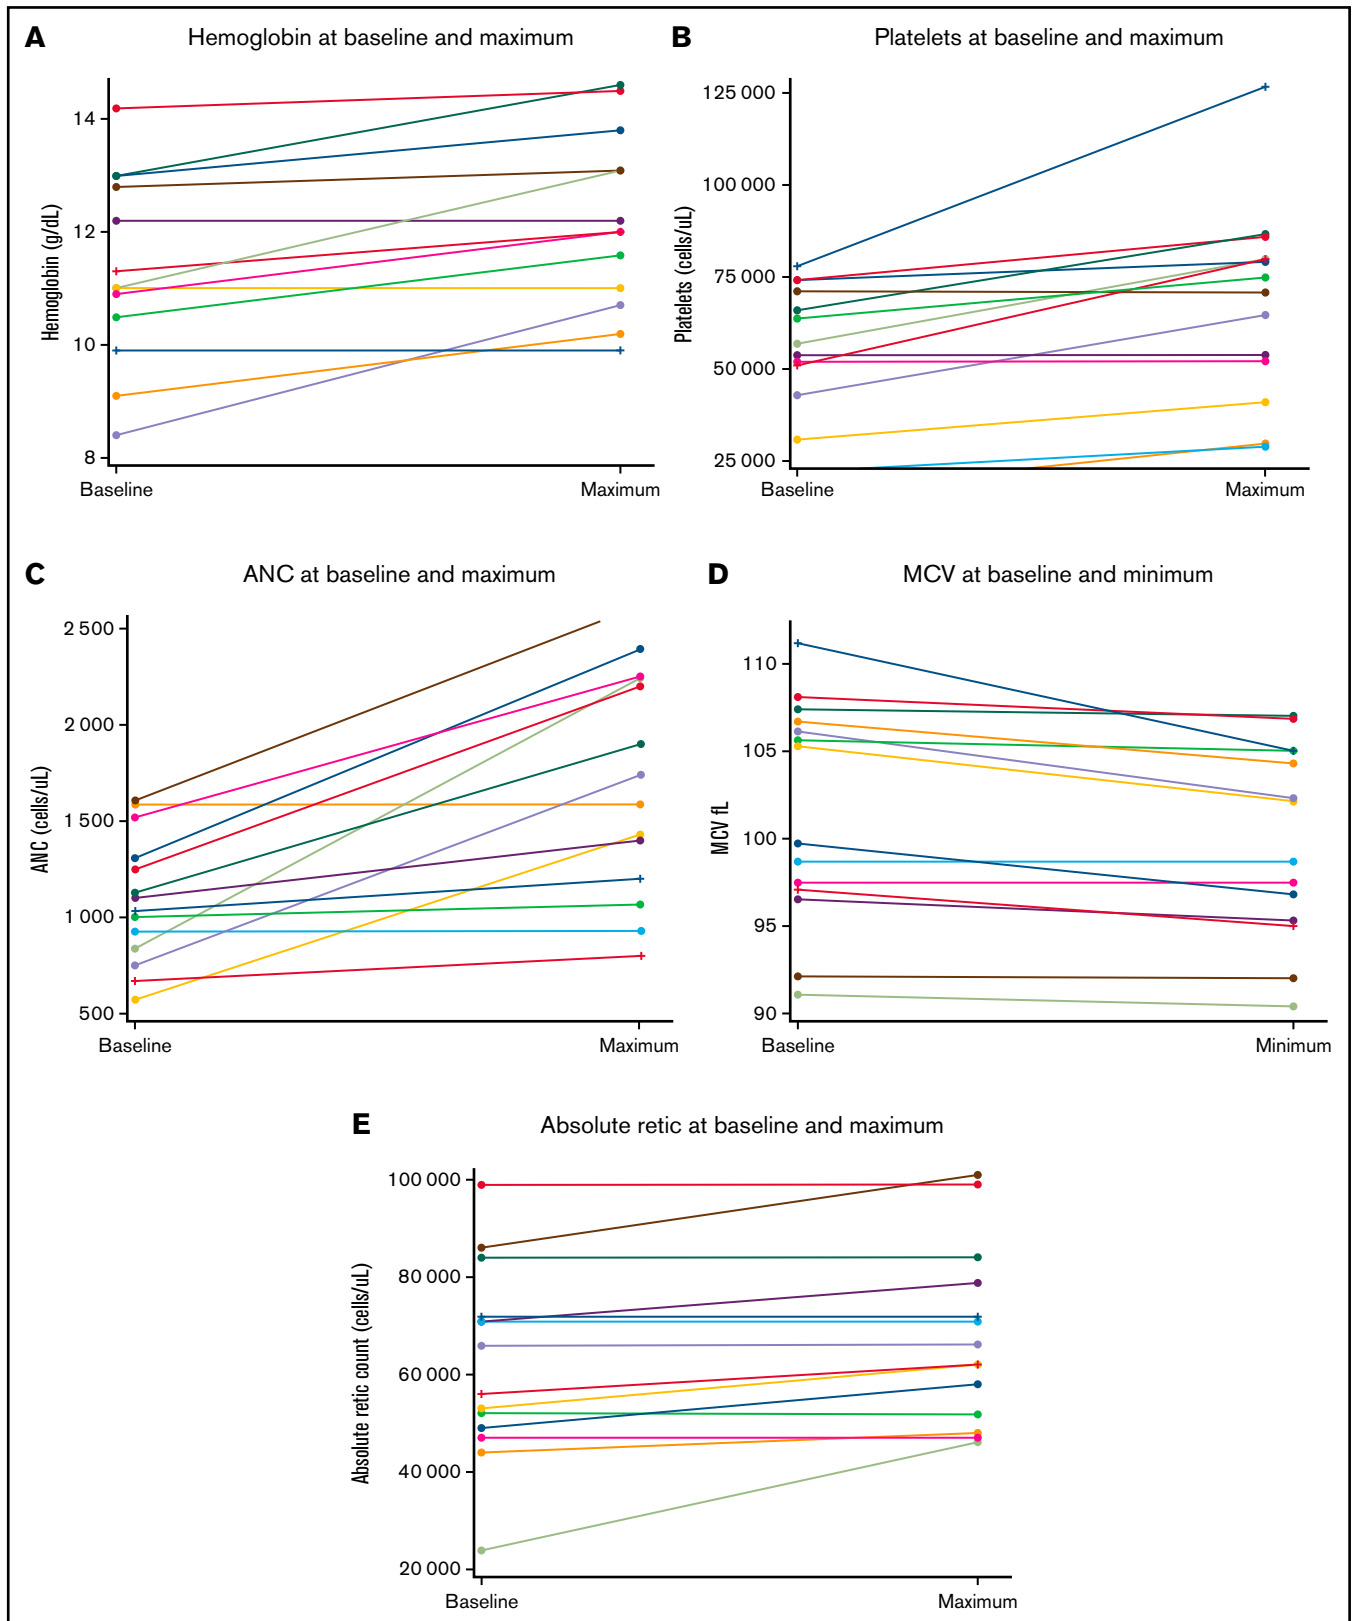 A Hemoglobin at baseline and maximum
Hemoglobin (g/dL)
14
12
10
8
Baseline Maximum
B Platelets at baseline and maximum
Platelets (cells/uL)
125 000
100 000
75 000
50 000
25 000
Baseline Maximum
C ANC at baseline and maximum
ANC (cells/uL)
2 500
2 000
1 500
1 000
500
Baseline Maximum
D MCV at baseline and minimum
MCV fL
110
105
100
95
90
Baseline Minimum
E Absolute retic at baseline and maximum
Absolute retic count (cells/uL)
100 000
80 000
60 000
40 000
20 000
Baseline Maximum